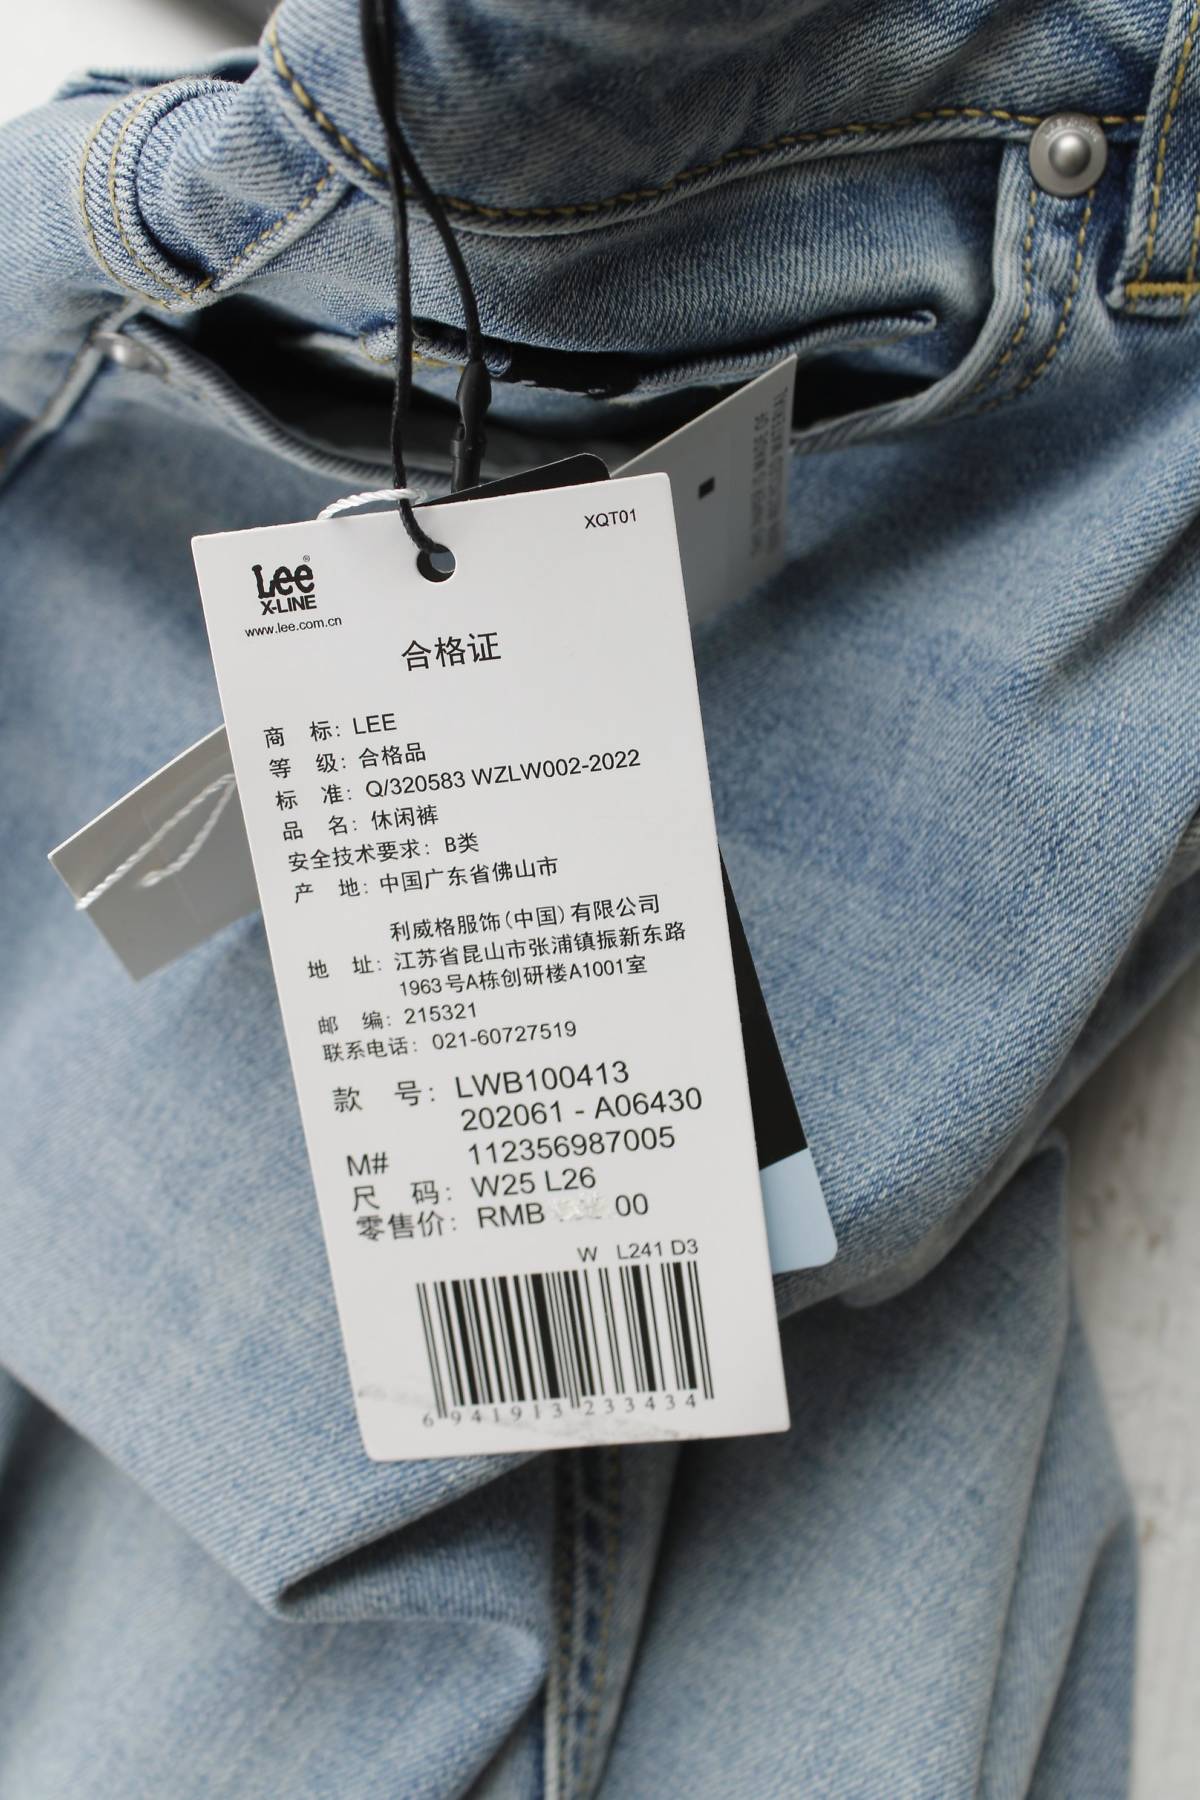 XQT01
Lee®
X-LINE
www.lee.com.cn
合格证
商 标: LEE
等 级: 合格品
标 准: Q/320583 WZLW002-2022
品 名: 休闲裤
安全技术要求: B类
产 地: 中国广东省佛山市
利威格服饰(中国)有限公司
地 址: 江苏省昆山市张浦镇振新东路
1963号A栋创研楼A1001室
邮 编: 215321
联系电话: 021-60727519
款 号: LWB100413
202061 - A06430
M# 112356987005
尺 码: W25 L26
零售价: RMB 00
W L241 D3
6 941913 233434